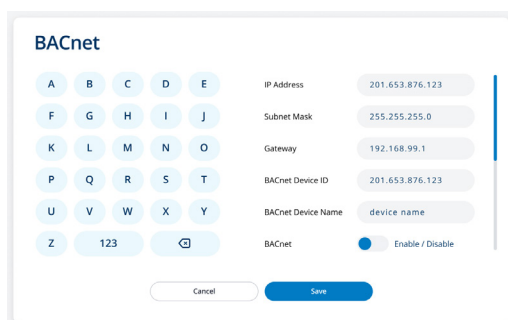 BACnet
A B C D E
F G H I J
K L M N O
P Q R S T
U V W X Y
Z 123
IP Address 201.653.876.123
Subnet Mask 255.255.255.0
Gateway 192.168.99.1
BACnet Device ID 201.653.876.123
BACnet Device Name device name
BACnet Enable / Disable
Cancel Save